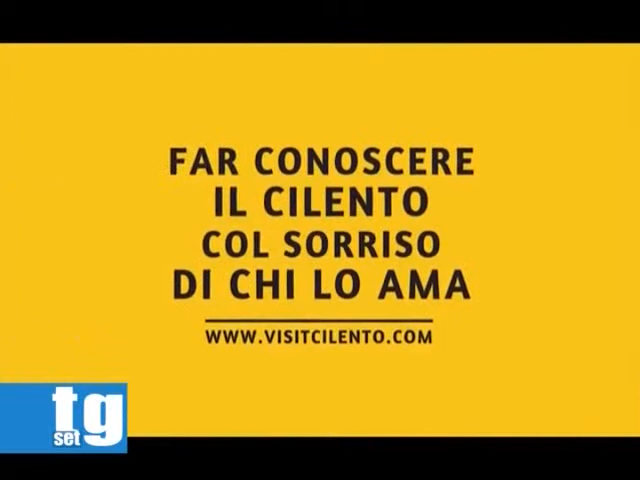 FAR CONOSCERE
IL CILENTO
COL SORRISO
DI CHI LO AMA
WWW.VISITCILENTO.COM
tg
set